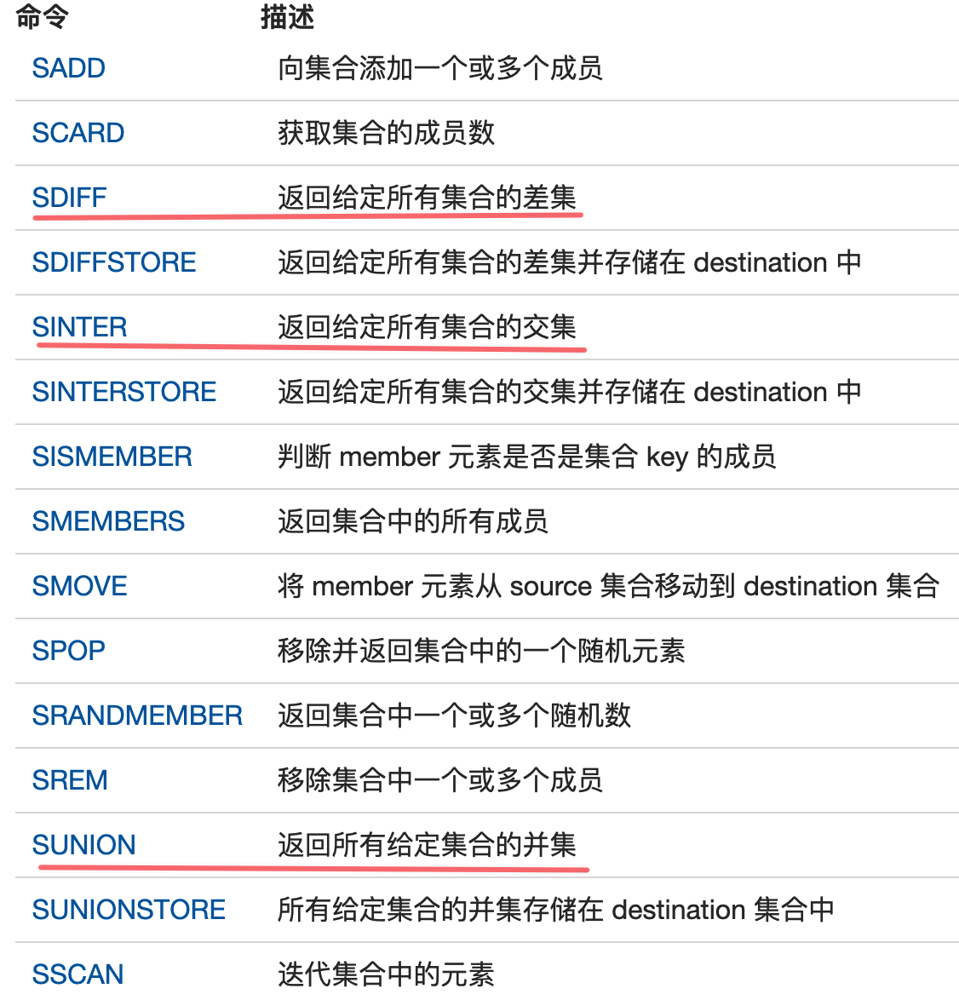 命令 描述
SADD 向集合添加一个或多个成员
SCARD 获取集合的成员数
SDIFF 返回给定所有集合的差集
SDIFFSTORE 返回给定所有集合的差集并存储在 destination 中
SINTER 返回给定所有集合的交集
SINTERSTORE 返回给定所有集合的交集并存储在 destination 中
SISMEMBER 判断 member 元素是否是集合 key 的成员
SMEMBERS 返回集合中的所有成员
SMOVE 将 member 元素从 source 集合移动到 destination 集合
SPOP 移除并返回集合中的一个随机元素
SRANDMEMBER 返回集合中一个或多个随机数
SREM 移除集合中一个或多个成员
SUNION 返回所有给定集合的并集
SUNIONSTORE 所有给定集合的并集存储在 destination 集合中
SSCAN 迭代集合中的元素